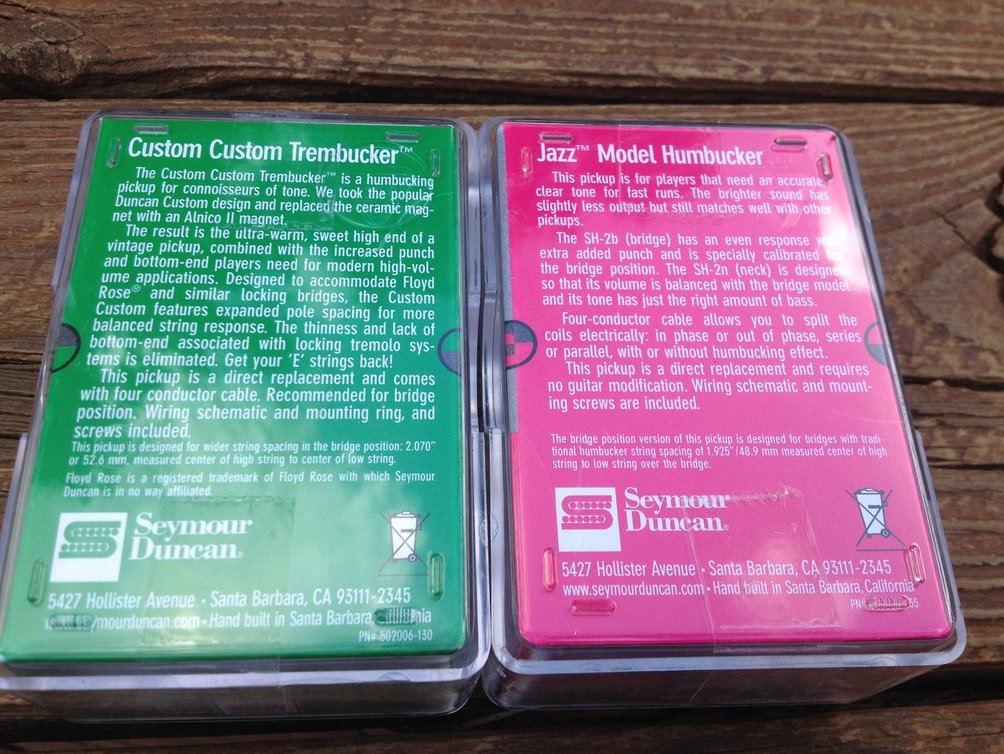 Custom Custom Trembucker™
The Custom Custom Trembucker™ is a humbucking
pickup for connoisseurs of tone. We took the popular
Duncan Custom design and replaced the ceramic mag-
net with an Alnico II magnet.
The result is the ultra-warm, sweet high end of a
vintage pickup, combined with the increased punch
and bottom-end players need for modern high-vol-
ume applications. Designed to accommodate Floyd
Rose® and similar locking bridges, the Custom
Custom features expanded pole spacing for more
balanced string response. The thinness and lack of
bottom-end associated with locking tremolo sys-
tems is eliminated. Get your 'E' strings back!
This pickup is a direct replacement and comes
with four conductor cable. Recommended for bridge
position. Wiring schematic and mounting ring, and
screws included.
This pickup is designed for wider string spacing in the bridge position: 2.070"
or 52.6 mm, measured center of high string to center of low string.
Floyd Rose is a registered trademark of Floyd Rose with which Seymour
Duncan is in no way affiliated.
Seymour
Duncan®
5427 Hollister Avenue • Santa Barbara, CA 93111-2345
www.seymourduncan.com • Hand built in Santa Barbara, California
PN# 502006-130
Jazz™ Model Humbucker
This pickup is for players that need an accurate,
clear tone for fast runs. The brighter sound has
slightly less output but still matches well with other
pickups.
The SH-2b (bridge) has an even response with
extra added punch and is specially calibrated for
the bridge position. The SH-2n (neck) is designed
so that its volume is balanced with the bridge model
and its tone has just the right amount of bass.
Four-conductor cable allows you to split the
coils electrically: in phase or out of phase, series
or parallel, with or without humbucking effect.
This pickup is a direct replacement and requires
no guitar modification. Wiring schematic and mount-
ing screws are included.
The bridge position version of this pickup is designed for bridges with tradi-
tional humbucker string spacing of 1.925"/48.9 mm measured center of high
string to low string over the bridge.
Seymour
Duncan®
5427 Hollister Avenue • Santa Barbara, CA 93111-2345
www.seymourduncan.com • Hand built in Santa Barbara, California
PN#